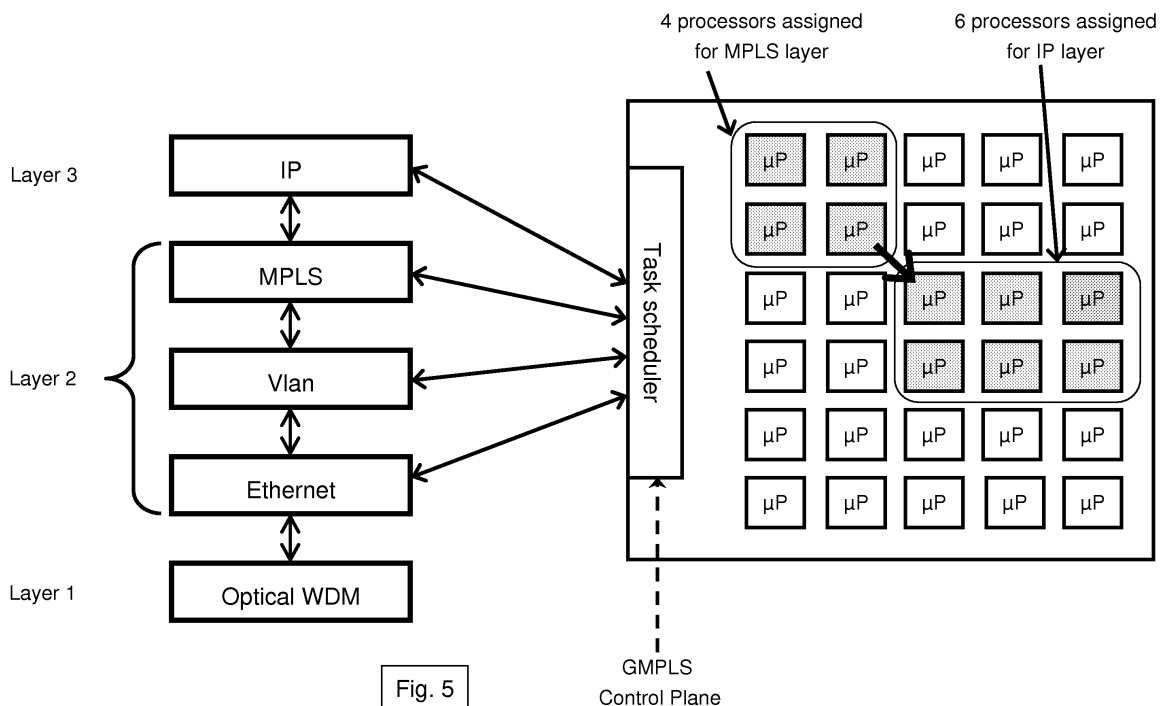 4 processors assigned
for MPLS layer
6 processors assigned
for IP layer
Layer 3
IP
MPLS
Layer 2
Vlan
Ethernet
Layer 1
Optical WDM
Task scheduler
µP µP µP µP µP
µP µP µP µP µP
µP µP µP µP µP
µP µP µP µP µP
µP µP µP µP µP
µP µP µP µP µP
GMPLS
Control Plane
Fig. 5